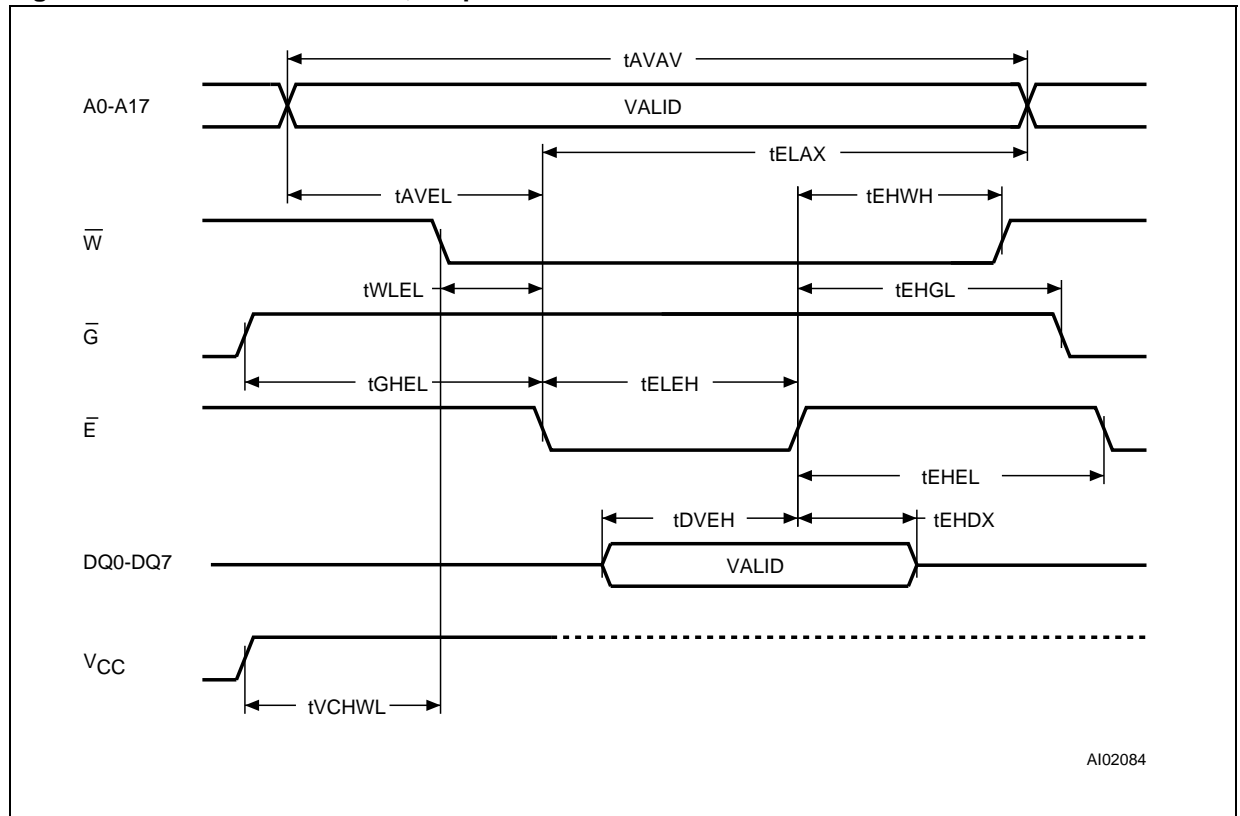 tAVAV
A0-A17
VALID
tELAX
tAVEL
tEHWH
W̅
tWLEL
tEHGL
G̅
tGHEL
tELEH
E̅
tEHEL
tDVEH
tEHDX
DQ0-DQ7
VALID
VCC
tVCHWL
AI02084